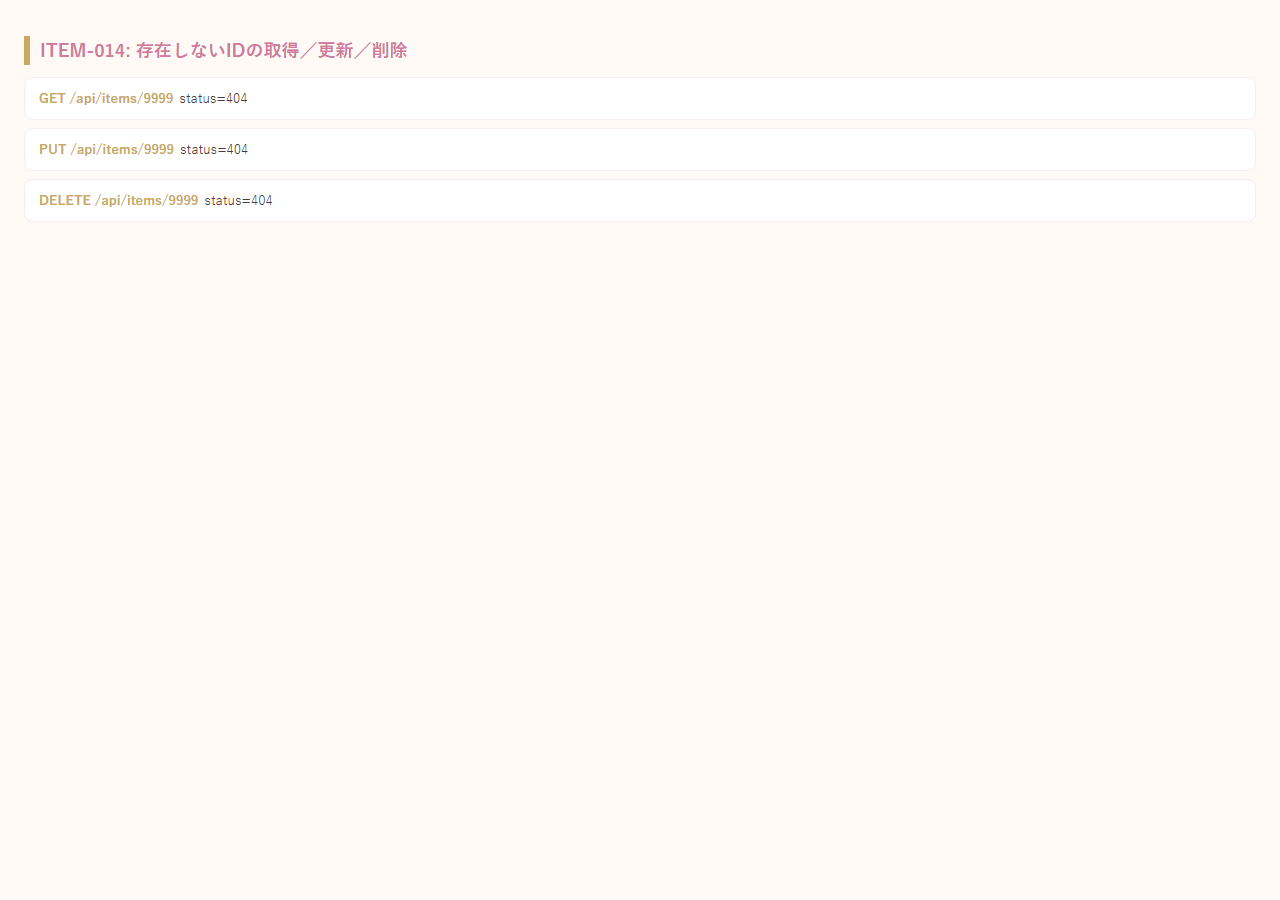 ITEM-014: 存在しないIDの取得／更新／削除
GET /api/items/9999 status=404
PUT /api/items/9999 status=404
DELETE /api/items/9999 status=404